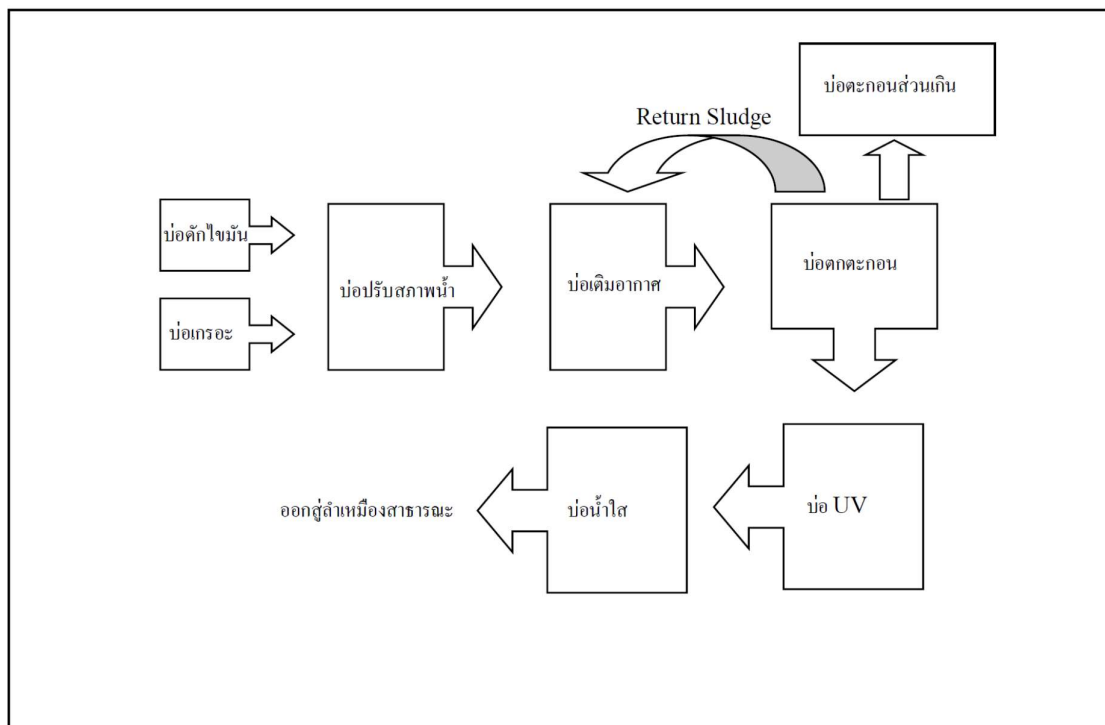 บ่อตะกอนส่วนเกิน
Return Sludge
บ่อดักไขมัน
บ่อปรับสภาพน้ำ
บ่อเติมอากาศ
บ่อตกตะกอน
บ่อเกรอะ
ออกสู่ลำเหมืองสาธารณะ
บ่อน้ำใส
บ่อ UV